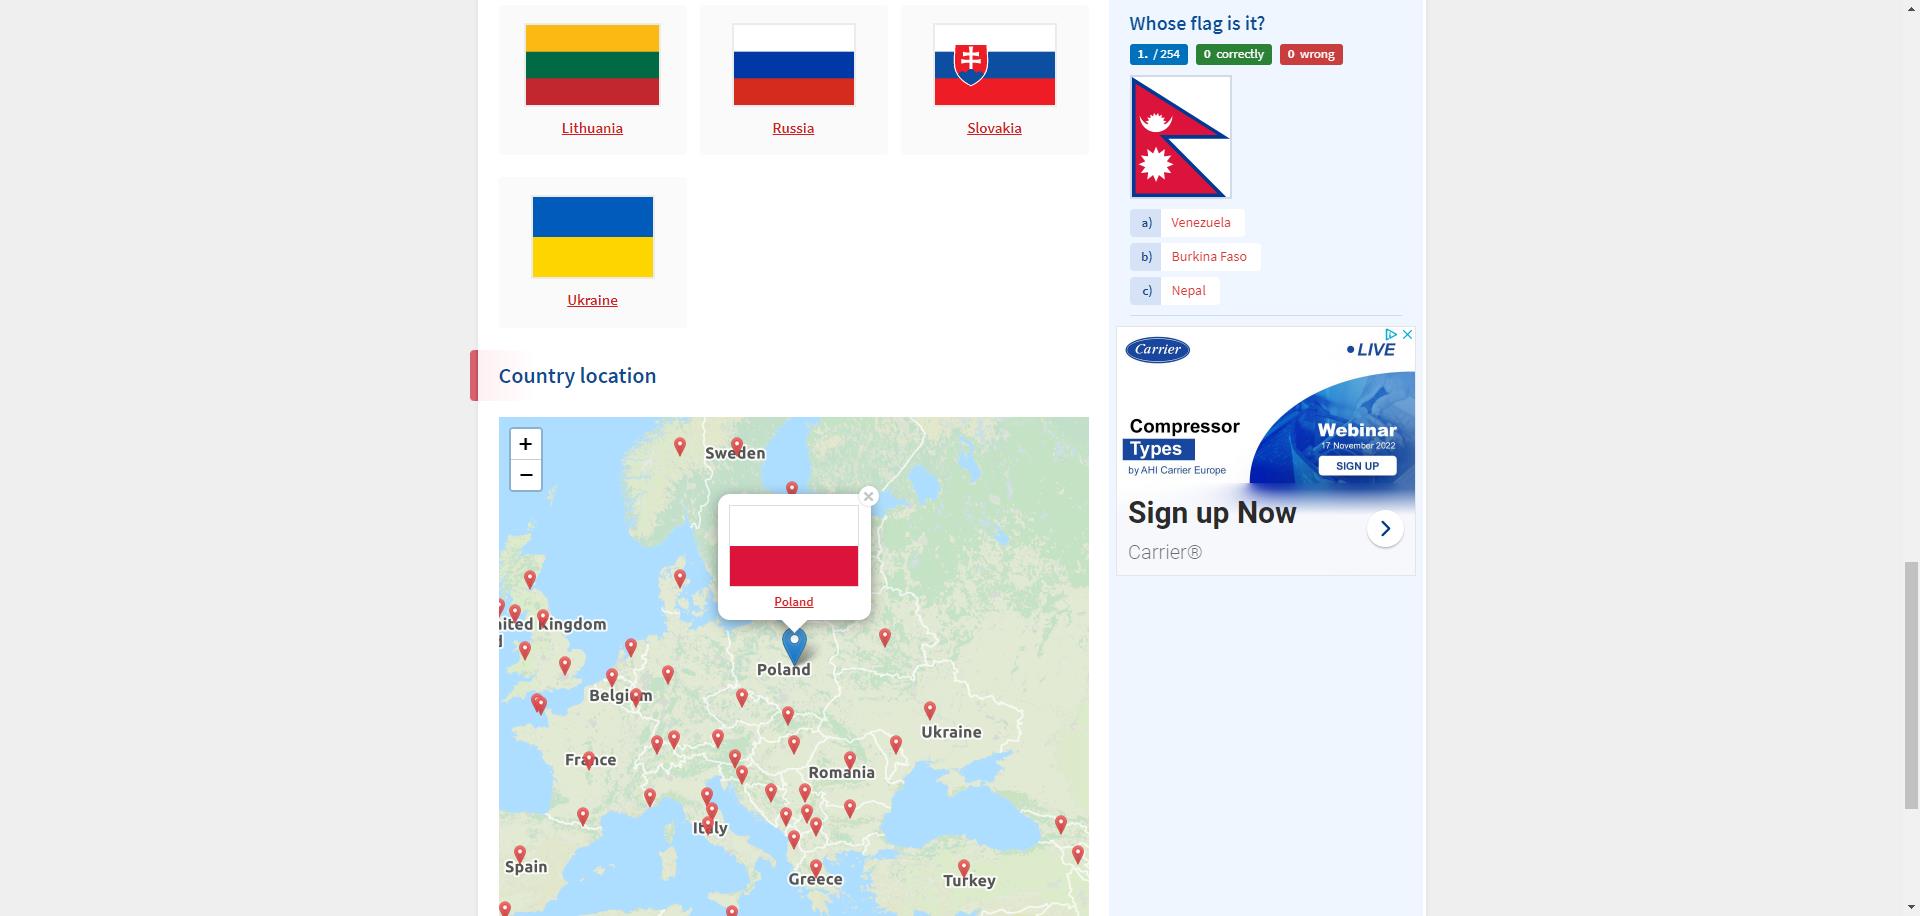 Lithuania
Russia
Slovakia
Ukraine
Country location
+
−
Sweden
×
Poland
Poland
Kingdom
Belgium
Ukraine
France
Romania
Italy
Spain
Greece
Turkey
Whose flag is it?
1. / 254
0 correctly
0 wrong
a) Venezuela
b) Burkina Faso
c) Nepal
Carrier
• LIVE
Compressor
Types
by AHI Carrier Europe
Webinar
17 November 2022
SIGN UP
Sign up Now
Carrier®